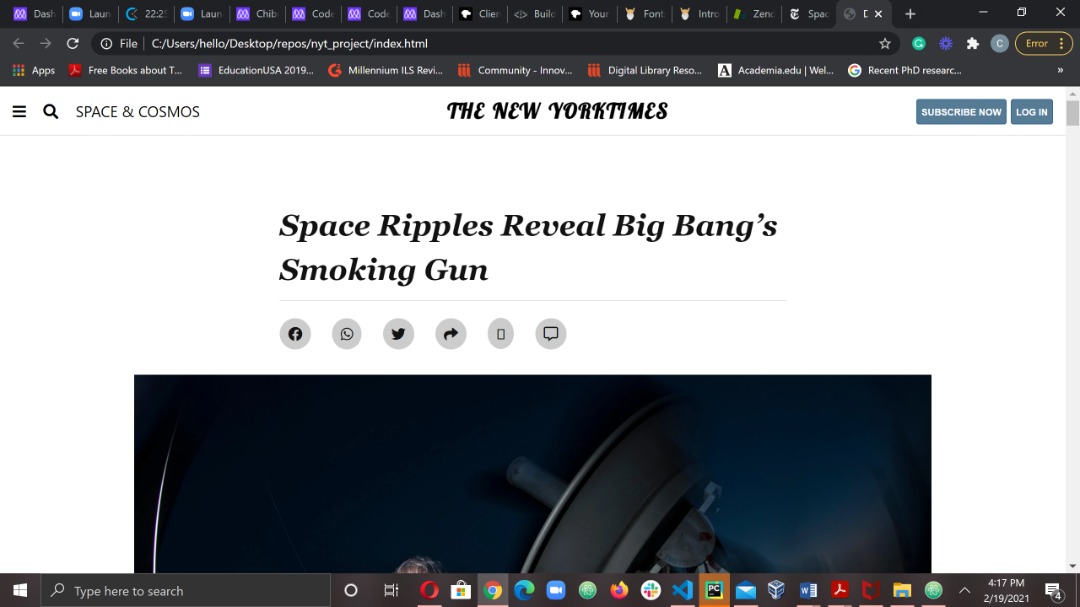 Dash
Laun
22:2
Laun
Chib
Code
Code
Dash
Clien
Builc
Your
Font
Intro
Zenc
Spac
File
C:/Users/hello/Desktop/repos/nyt_project/index.html
C
Error
Apps
Free Books about T...
EducationUSA 2019...
Millennium ILS Revi...
Community - Innov...
Digital Library Reso...
Academia.edu | Wel...
Recent PhD researc...
»
SPACE & COSMOS
THE NEW YORKTIMES
SUBSCRIBE NOW
LOG IN
Space Ripples Reveal Big Bang’s
Smoking Gun
Type here to search
4:17 PM
2/19/2021
4